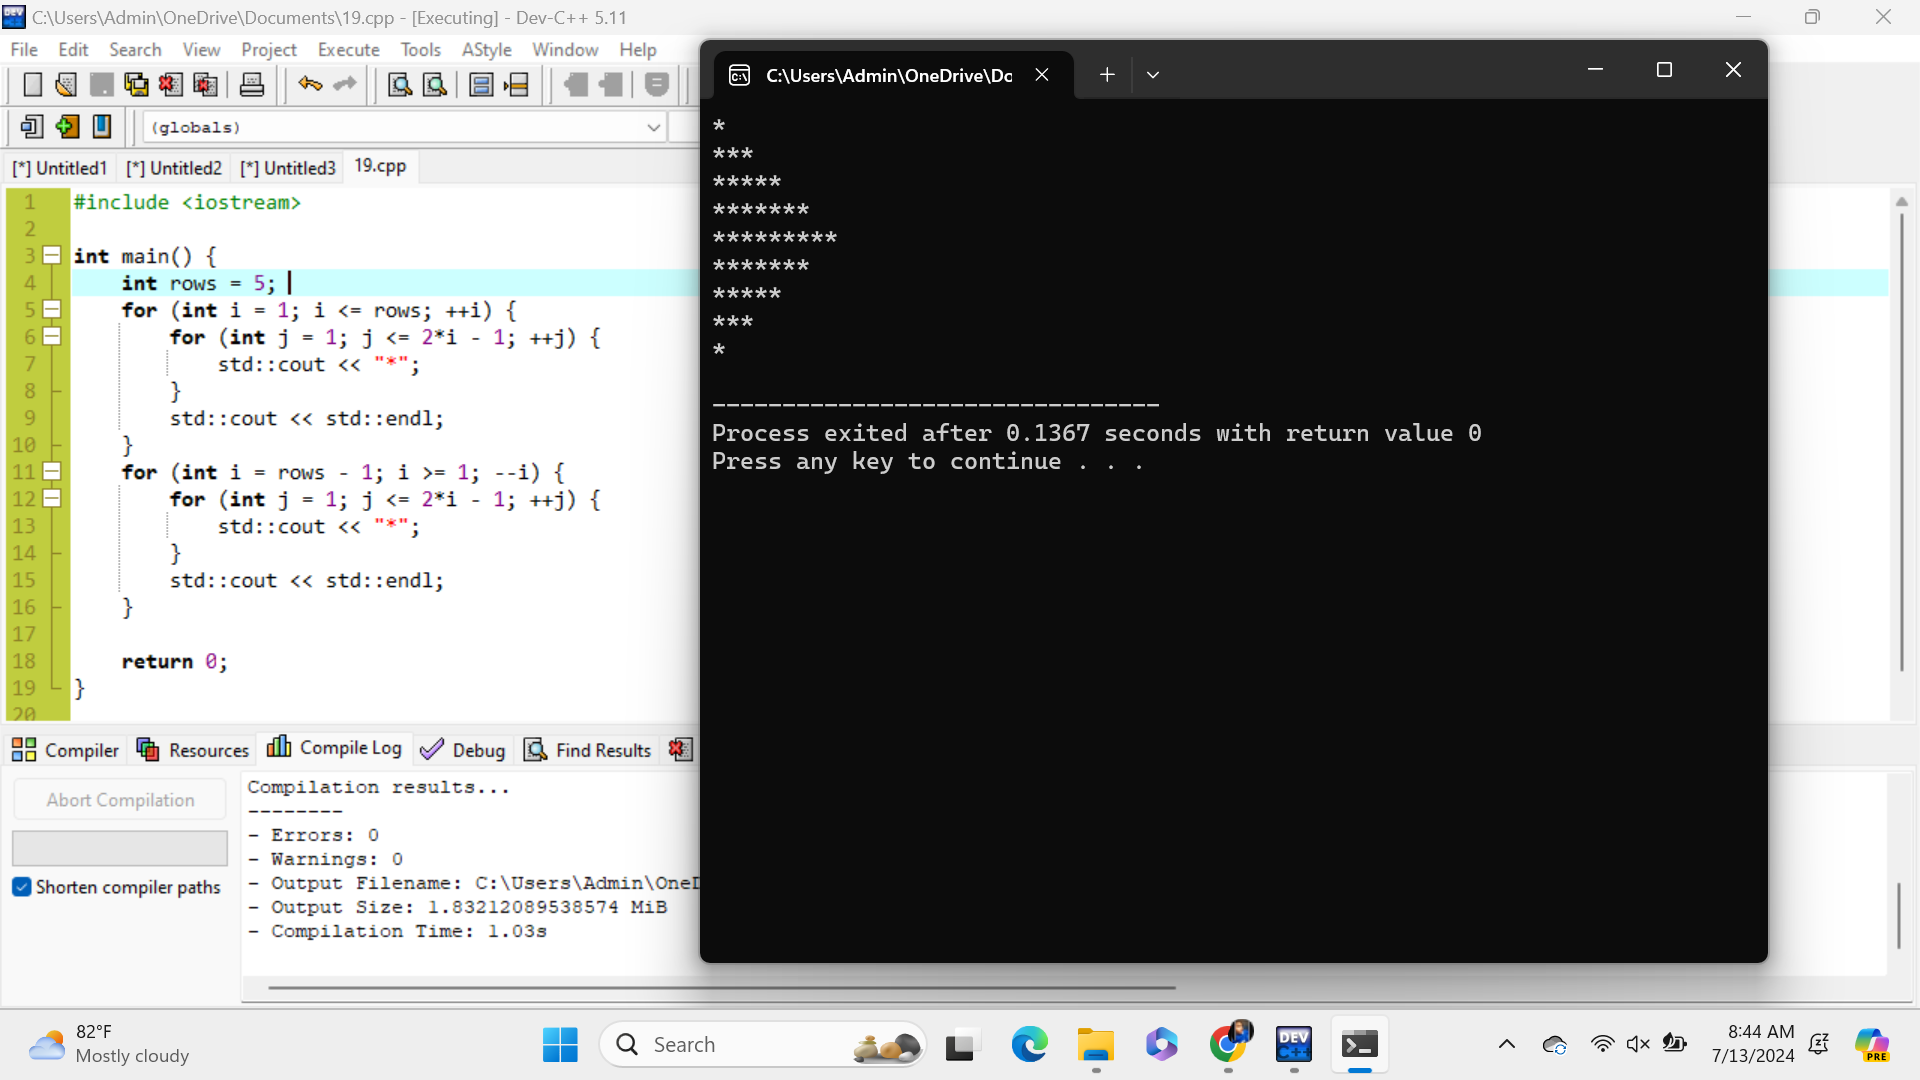 C:\Users\Admin\OneDrive\Documents\19.cpp - [Executing] - Dev-C++ 5.11
File Edit Search View Project Execute Tools AStyle Window Help
(globals)
[*] Untitled1 [*] Untitled2 [*] Untitled3 19.cpp
1 #include <iostream>
2
3 int main() {
4     int rows = 5;
5     for (int i = 1; i <= rows; ++i) {
6         for (int j = 1; j <= 2*i - 1; ++j) {
7             std::cout << "*";
8         }
9         std::cout << std::endl;
10     }
11     for (int i = rows - 1; i >= 1; --i) {
12         for (int j = 1; j <= 2*i - 1; ++j) {
13             std::cout << "*";
14         }
15         std::cout << std::endl;
16     }
17
18     return 0;
19 }
20
C:\Users\Admin\OneDrive\Do
*
***
*****
*******
*********
*******
*****
***
*
--------------------------------
Process exited after 0.1367 seconds with return value 0
Press any key to continue . . .
Compiler Resources Compile Log Debug Find Results
Abort Compilation
Shorten compiler paths
Compilation results...
--------
- Errors: 0
- Warnings: 0
- Output Filename: C:\Users\Admin\OneD
- Output Size: 1.83212089538574 MiB
- Compilation Time: 1.03s
82°F
Mostly cloudy
Search
DEV
C++
8:44 AM
7/13/2024
PRE